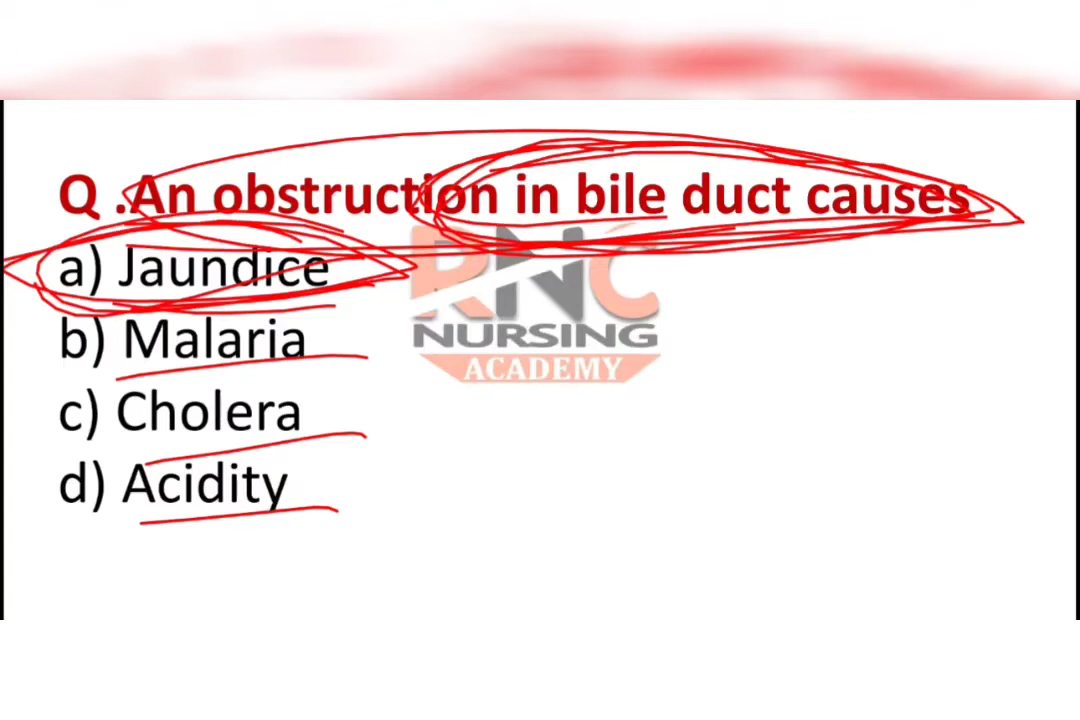 Q .An obstruction in bile duct causes
a) Jaundice
b) Malaria
c) Cholera
d) Acidity
RNC
NURSING
ACADEMY